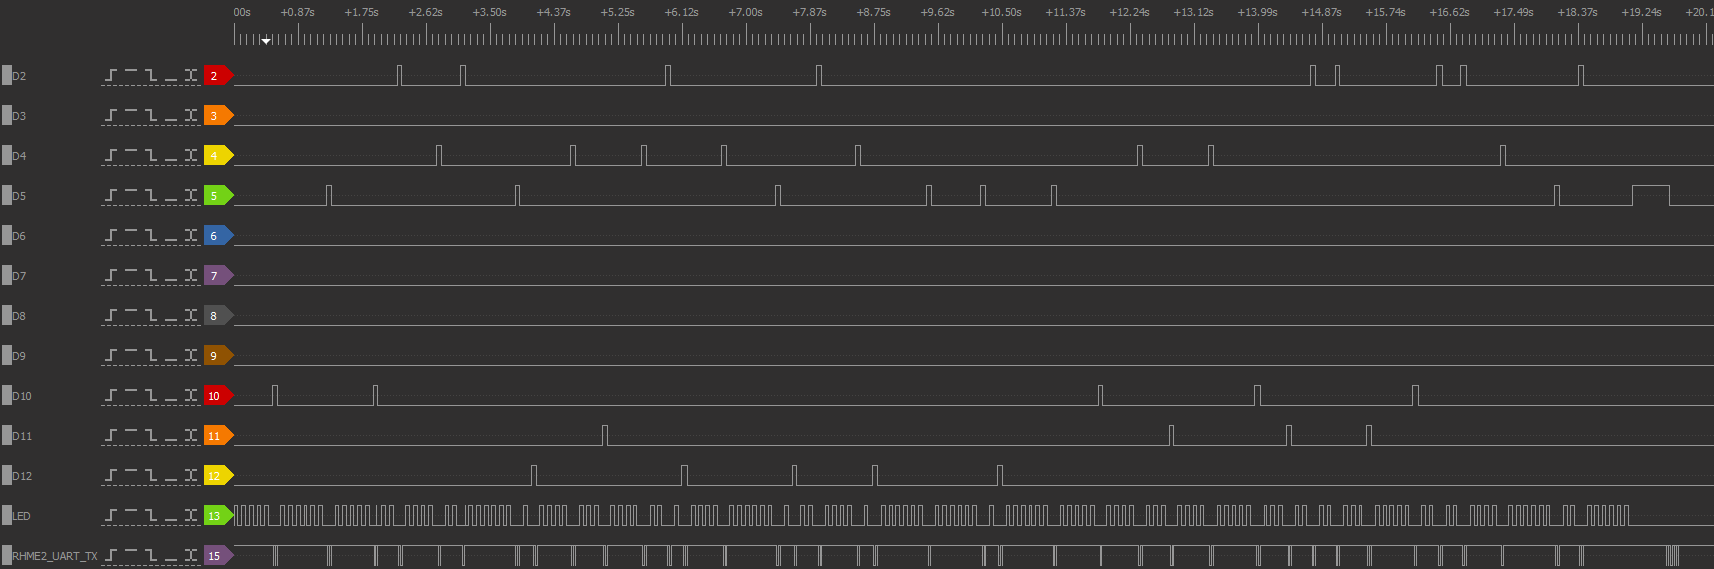 00s +0.87s +1.75s +2.62s +3.50s +4.37s +5.25s +6.12s +7.00s +7.87s +8.75s +9.62s +10.50s +11.37s +12.24s +13.12s +13.99s +14.87s +15.74s +16.62s +17.49s +18.37s +19.24s +20.1
D2 2
D3 3
D4 4
D5 5
D6 6
D7 7
D8 8
D9 9
D10 10
D11 11
D12 12
LED 13
RHME2_UART_TX 15